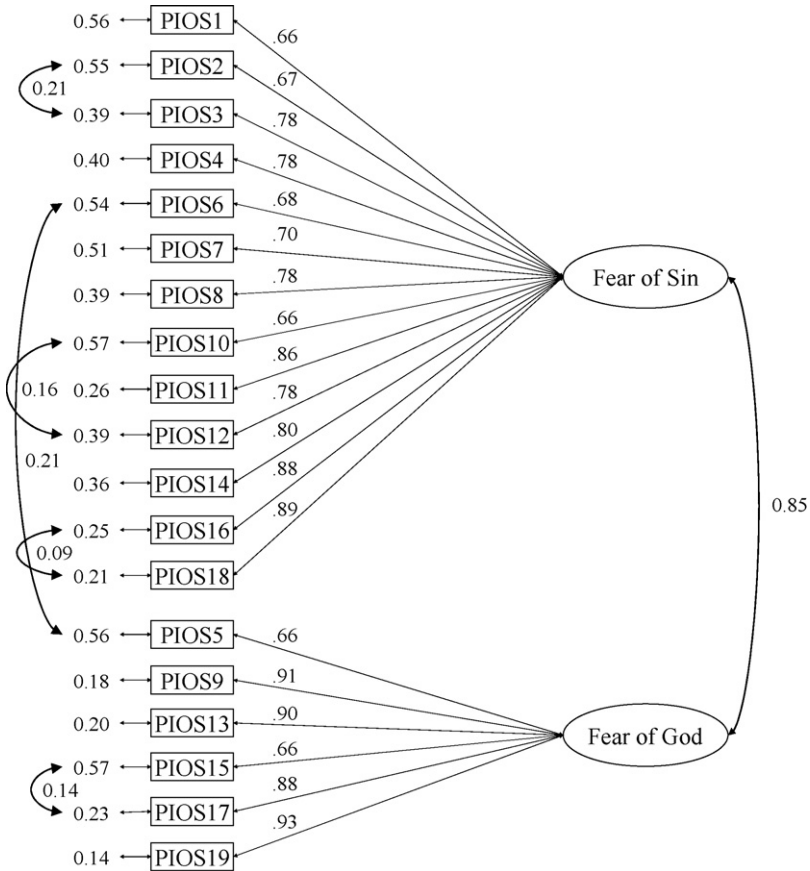 0.56 PIOS1 .66
0.55 PIOS2 .67
0.21
0.39 PIOS3 .78
0.40 PIOS4 .78
0.54 PIOS6 .68
0.51 PIOS7 .70
Fear of Sin
0.39 PIOS8 .78
0.57 PIOS10 .66
0.16
0.26 PIOS11 .86
0.39 PIOS12 .78
0.21
0.36 PIOS14 .80
0.85
0.25 PIOS16 .88
0.09
0.21 PIOS18 .89
0.56 PIOS5 .66
0.18 PIOS9 .91
0.20 PIOS13 .90
Fear of God
0.57 PIOS15 .66
0.14
0.23 PIOS17 .88
0.14 PIOS19 .93